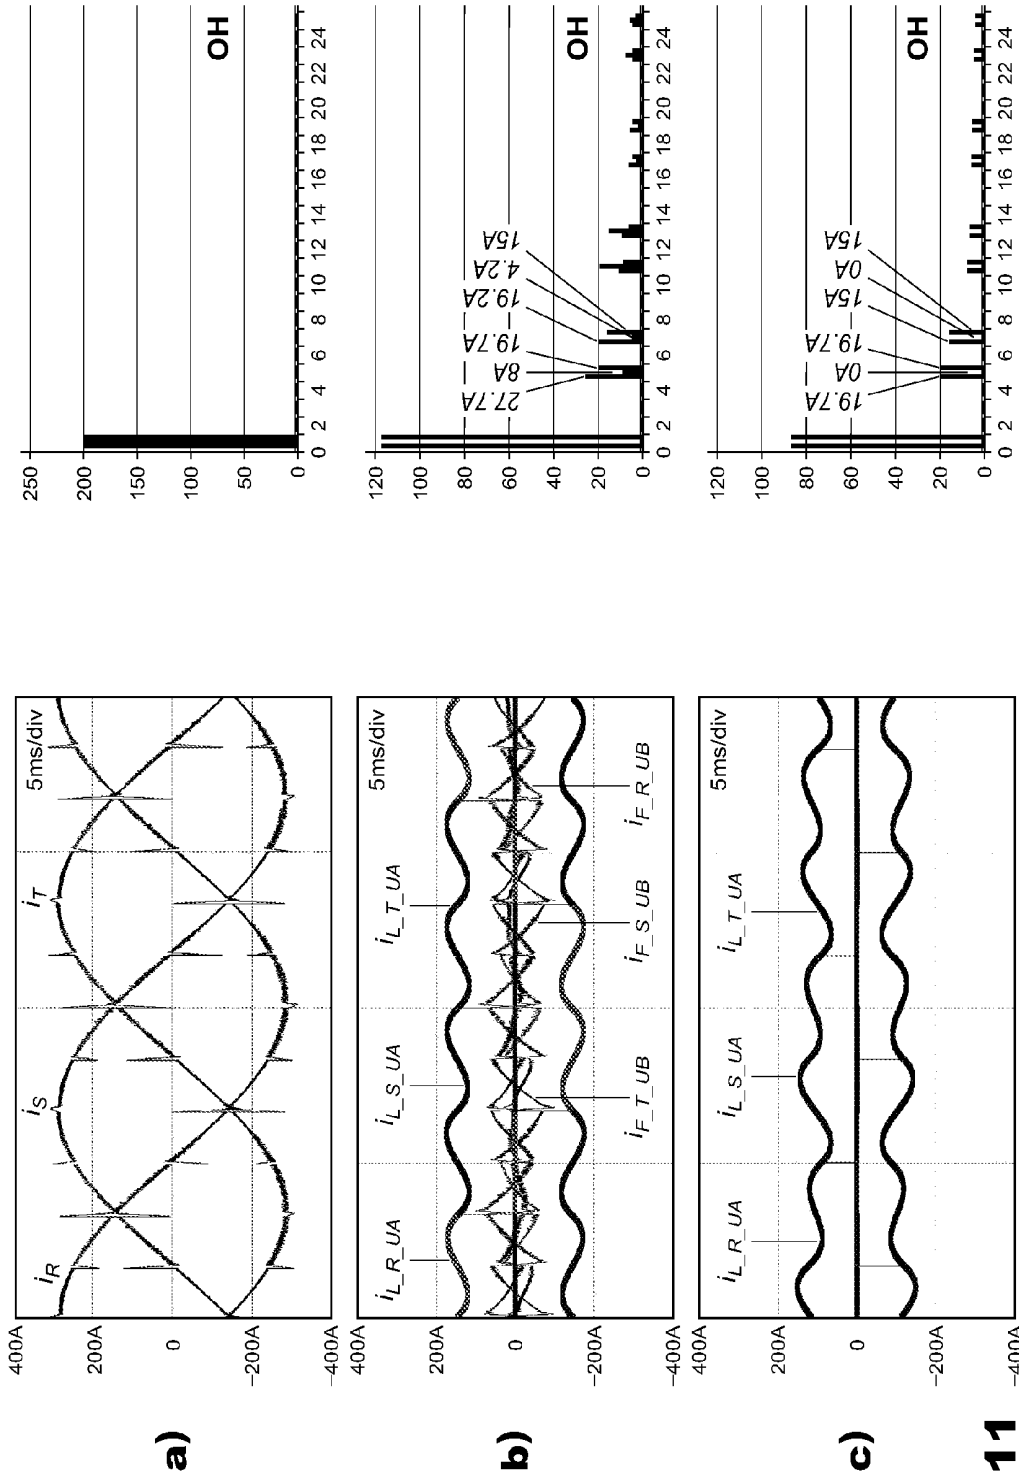 a)
400A
200A
0
-200A
-400A
i_R
i_S
i_T
5ms/div
250
200
150
100
50
0
0 2 4 6 8 10 12 14 16 18 20 22 24
OH
b)
400A
200A
0
-200A
-400A
i_L_R_UA
i_L_S_UA
i_L_T_UA
5ms/div
i_F_T_UB
i_F_S_UB
i_F_R_UB
120
100
80
60
40
20
0
27.7A
8A
19.7A
19.2A
4.2A
15A
0 2 4 6 8 10 12 14 16 18 20 22 24
OH
c)
400A
200A
0
-200A
-400A
i_L_R_UA
i_L_S_UA
i_L_T_UA
5ms/div
120
100
80
60
40
20
0
19.7A
0A
19.7A
15A
0A
15A
0 2 4 6 8 10 12 14 16 18 20 22 24
OH
11